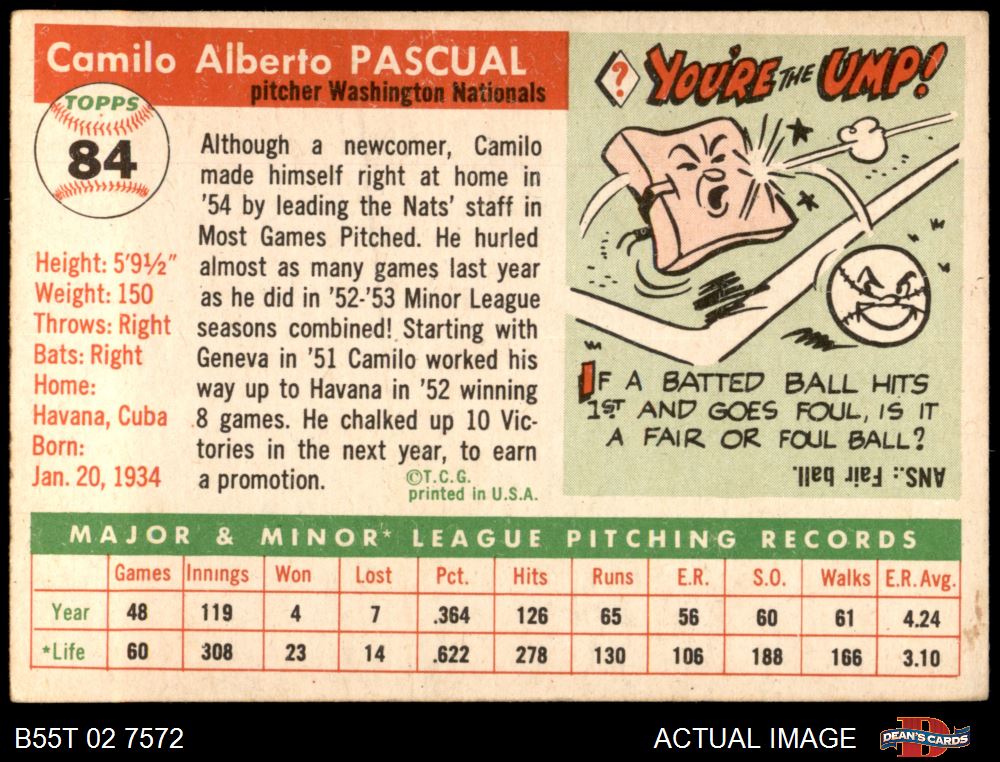 Camilo Alberto PASCUAL
pitcher Washington Nationals
TOPPS
84
Height: 5'9½"
Weight: 150
Throws: Right
Bats: Right
Home:
Havana, Cuba
Born:
Jan. 20, 1934
Although a newcomer, Camilo
made himself right at home in
'54 by leading the Nats' staff in
Most Games Pitched. He hurled
almost as many games last year
as he did in '52-'53 Minor League
seasons combined! Starting with
Geneva in '51 Camilo worked his
way up to Havana in '52 winning
8 games. He chalked up 10 Vic-
tories in the next year, to earn
a promotion.
©T.C.G.
printed in U.S.A.
? YOU'RE THE UMP!
IF A BATTED BALL HITS
1ST AND GOES FOUL, IS IT
A FAIR OR FOUL BALL?
ANS.: Fair ball.
MAJOR & MINOR* LEAGUE PITCHING RECORDS
Games Innings Won Lost Pct. Hits Runs E.R. S.O. Walks E.R. Avg.
Year 48 119 4 7 .364 126 65 56 60 61 4.24
*Life 60 308 23 14 .622 278 130 106 188 166 3.10
B55T 02 7572
ACTUAL IMAGE
D
DEAN'S CARDS